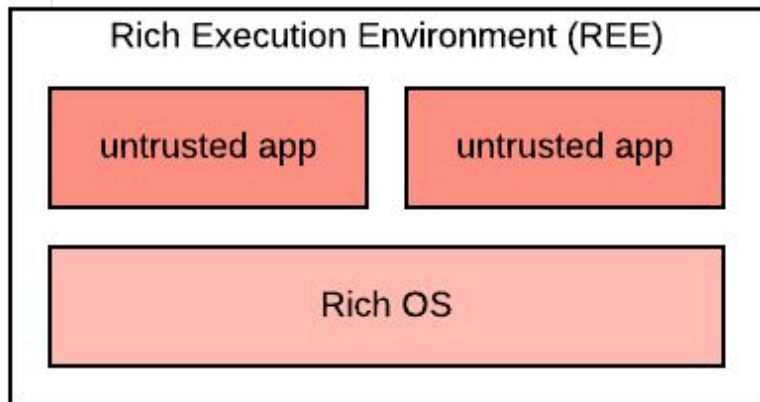 Rich Execution Environment (REE)
untrusted app
untrusted app
Rich OS